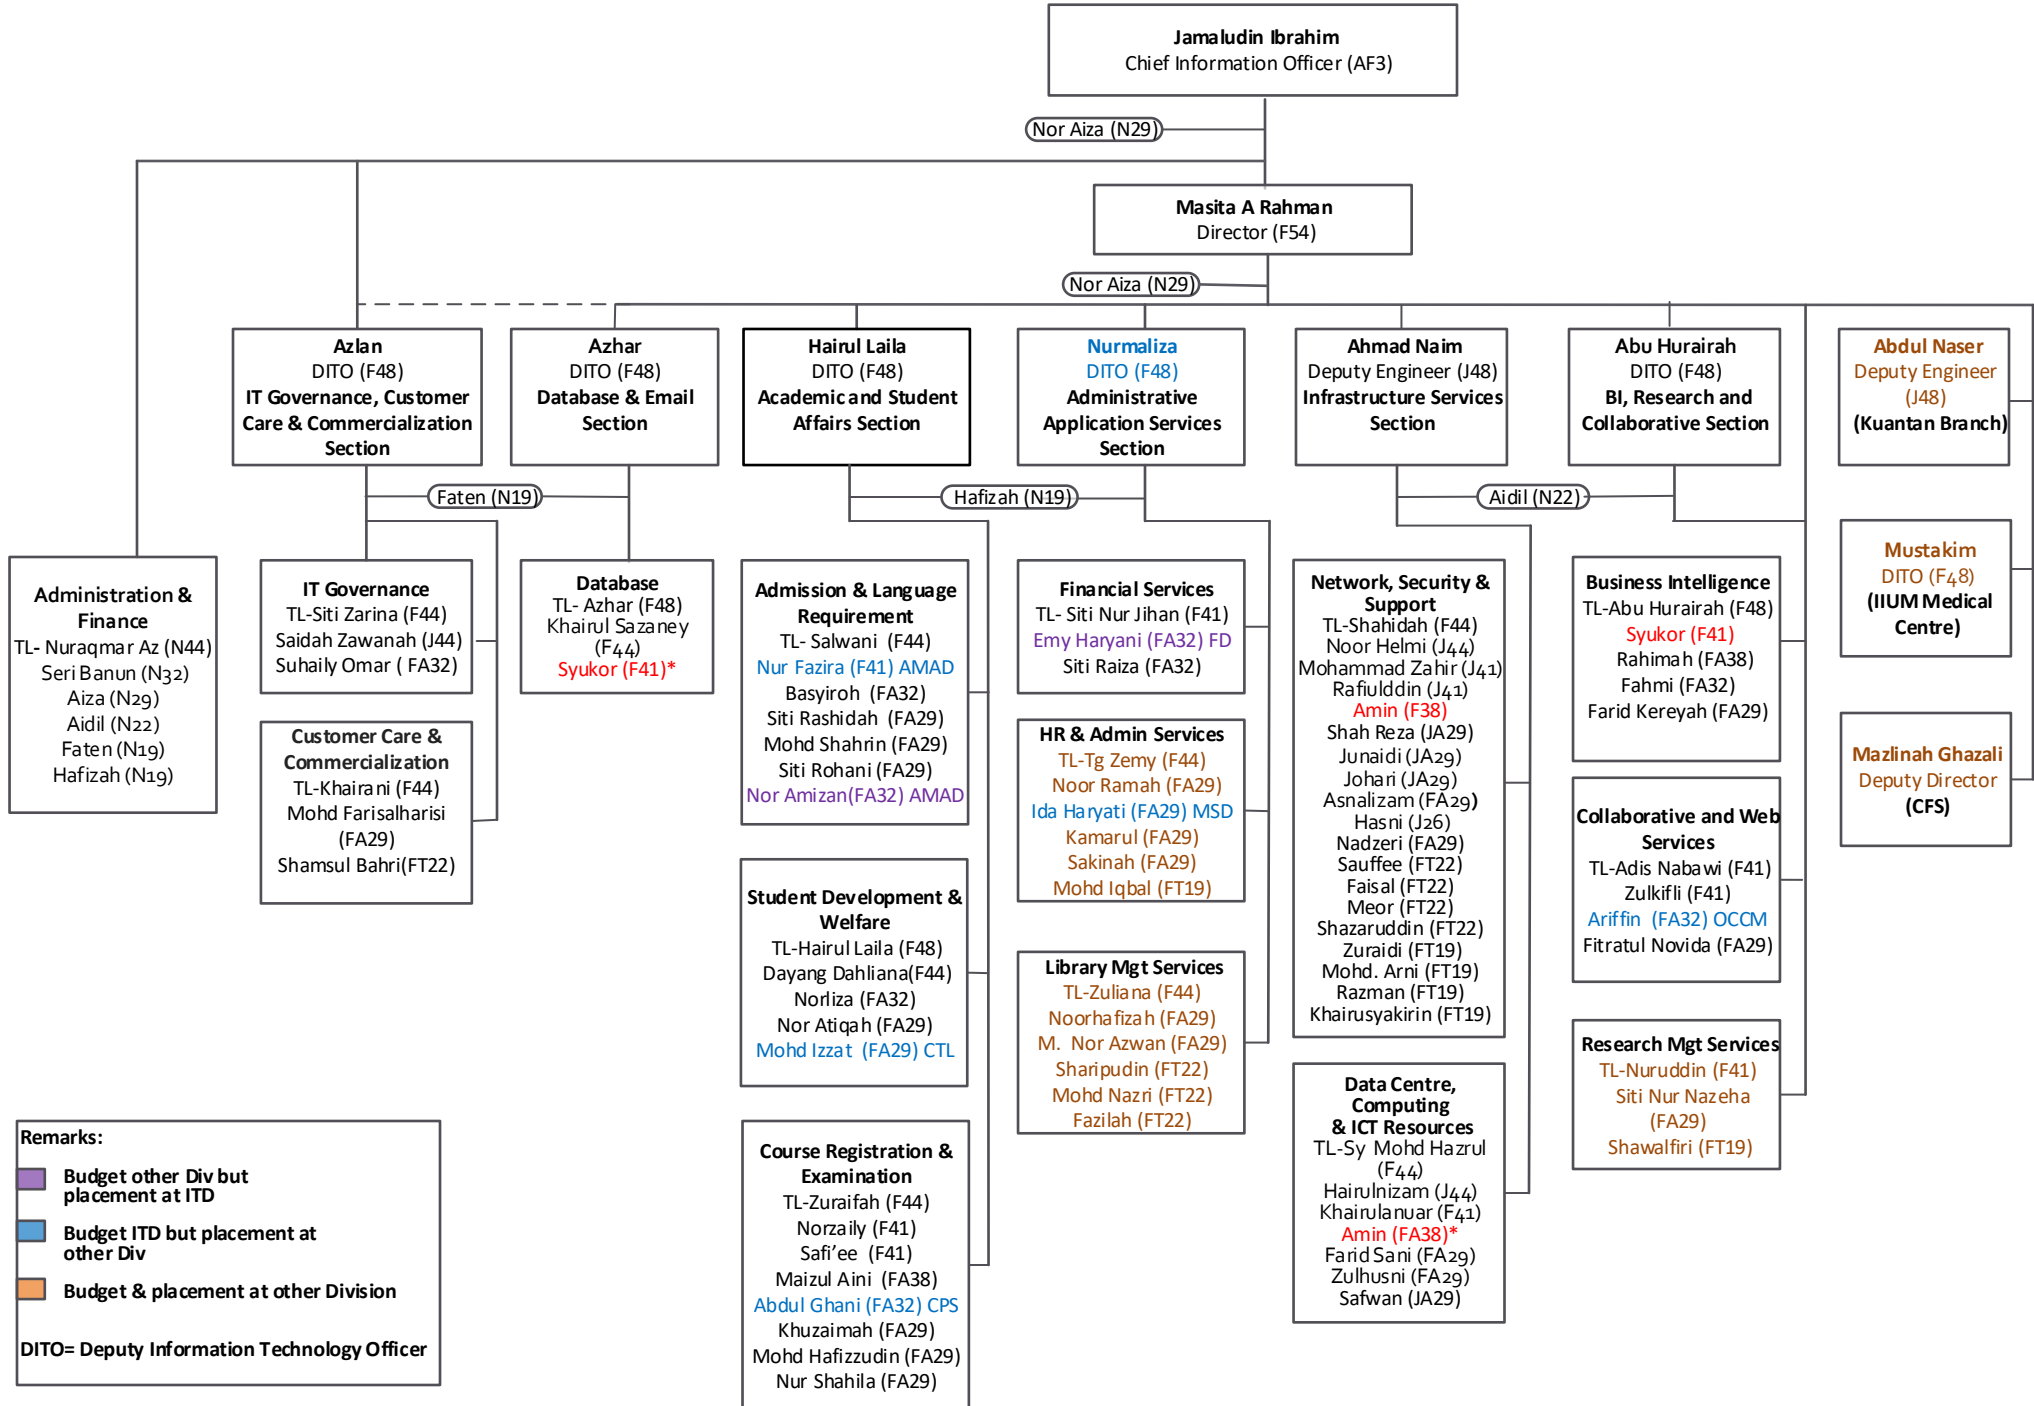 Jamaludin Ibrahim
Chief Information Officer (AF3)
Nor Aiza (N29)
Masita A Rahman
Director (F54)
Nor Aiza (N29)
Azlan
DITO (F48)
IT Governance, Customer
Care & Commercialization
Section
Azhar
DITO (F48)
Database & Email
Section
Hairul Laila
DITO (F48)
Academic and Student
Affairs Section
Nurmaliza
DITO (F48)
Administrative
Application Services
Section
Ahmad Naim
Deputy Engineer (J48)
Infrastructure Services
Section
Abu Hurairah
DITO (F48)
BI, Research and
Collaborative Section
Abdul Naser
Deputy Engineer
(J48)
(Kuantan Branch)
Faten (N19)
Hafizah (N19)
Aidil (N22)
Administration &
Finance
TL- Nuraqmar Az (N44)
Seri Banun (N32)
Aiza (N29)
Aidil (N22)
Faten (N19)
Hafizah (N19)
IT Governance
TL-Siti Zarina (F44)
Saidah Zawanah (J44)
Suhaily Omar ( FA32)
Customer Care &
Commercialization
TL-Khairani (F44)
Mohd Farisalharisi
(FA29)
Shamsul Bahri(FT22)
Database
TL- Azhar (F48)
Khairul Sazaney
(F44)
Syukor (F41)*
Admission & Language
Requirement
TL- Salwani (F44)
Nur Fazira (F41) AMAD
Basyiroh (FA32)
Siti Rashidah (FA29)
Mohd Shahrin (FA29)
Siti Rohani (FA29)
Nor Amizan(FA32) AMAD
Student Development &
Welfare
TL-Hairul Laila (F48)
Dayang Dahliana(F44)
Norliza (FA32)
Nor Atiqah (FA29)
Mohd Izzat (FA29) CTL
Course Registration &
Examination
TL-Zuraifah (F44)
Norzaily (F41)
Safi'ee (F41)
Maizul Aini (FA38)
Abdul Ghani (FA32) CPS
Khuzaimah (FA29)
Mohd Hafizzudin (FA29)
Nur Shahila (FA29)
Financial Services
TL- Siti Nur Jihan (F41)
Emy Haryani (FA32) FD
Siti Raiza (FA32)
HR & Admin Services
TL-Tg Zemy (F44)
Noor Ramah (FA29)
Ida Haryati (FA29) MSD
Kamarul (FA29)
Sakinah (FA29)
Mohd Iqbal (FT19)
Library Mgt Services
TL-Zuliana (F44)
Noorhafizah (FA29)
M. Nor Azwan (FA29)
Sharipudin (FT22)
Mohd Nazri (FT22)
Fazilah (FT22)
Network, Security &
Support
TL-Shahidah (F44)
Noor Helmi (J44)
Mohammad Zahir (J41)
Rafiulddin (J41)
Amin (F38)
Shah Reza (JA29)
Junaidi (JA29)
Johari (JA29)
Asnalizam (FA29)
Hasni (J26)
Nadzeri (FA29)
Sauffee (FT22)
Faisal (FT22)
Meor (FT22)
Shazaruddin (FT22)
Zuraidi (FT19)
Mohd. Arni (FT19)
Razman (FT19)
Khairusyakirin (FT19)
Data Centre,
Computing
& ICT Resources
TL-Sy Mohd Hazrul
(F44)
Hairulnizam (J44)
Khairulanuar (F41)
Amin (FA38)*
Farid Sani (FA29)
Zulhusni (FA29)
Safwan (JA29)
Business Intelligence
TL-Abu Hurairah (F48)
Syukor (F41)
Rahimah (FA38)
Fahmi (FA32)
Farid Kereyah (FA29)
Collaborative and Web
Services
TL-Adis Nabawi (F41)
Zulkifli (F41)
Ariffin (FA32) OCCM
Fitratul Novida (FA29)
Research Mgt Services
TL-Nuruddin (F41)
Siti Nur Nazeha
(FA29)
Shawalfiri (FT19)
Mustakim
DITO (F48)
(IIUM Medical
Centre)
Mazlinah Ghazali
Deputy Director
(CFS)
Remarks:
Budget other Div but
placement at ITD
Budget ITD but placement at
other Div
Budget & placement at other Division
DITO= Deputy Information Technology Officer